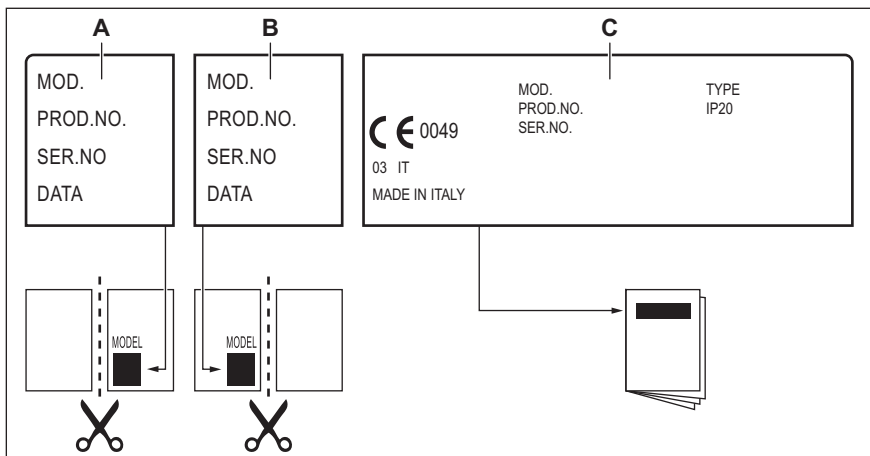 A
B
C
MOD.
PROD.NO.
SER.NO
DATA
MOD.
PROD.NO.
SER.NO
DATA
MOD.
PROD.NO.
SER.NO.
TYPE
IP20
CE 0049
03 IT
MADE IN ITALY
MODEL
MODEL